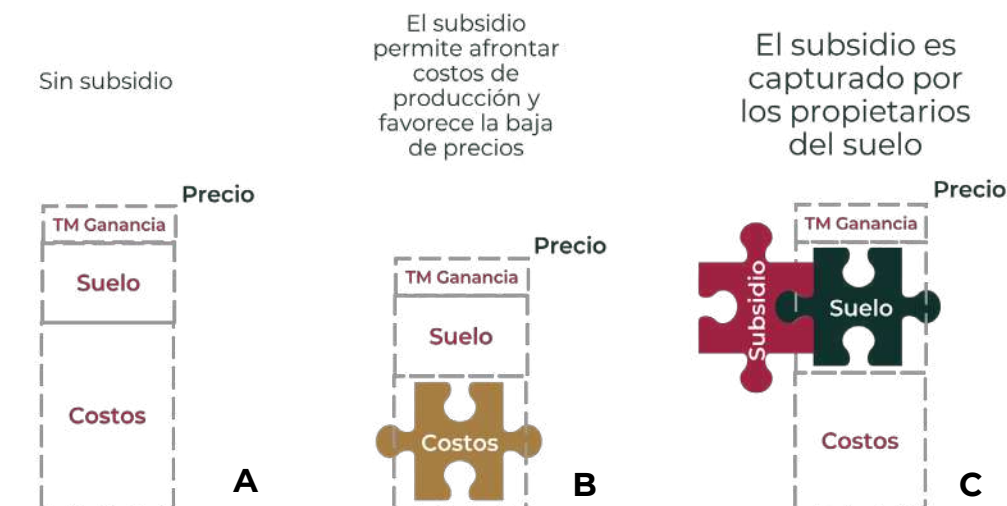 Sin subsidio
Precio
TM Ganancia
Suelo
Costos
A
El subsidio
permite afrontar
costos de
producción y
favorece la baja
de precios
Precio
TM Ganancia
Suelo
Costos
B
El subsidio es
capturado por
los propietarios
del suelo
Precio
TM Ganancia
Subsidio
Suelo
Costos
C